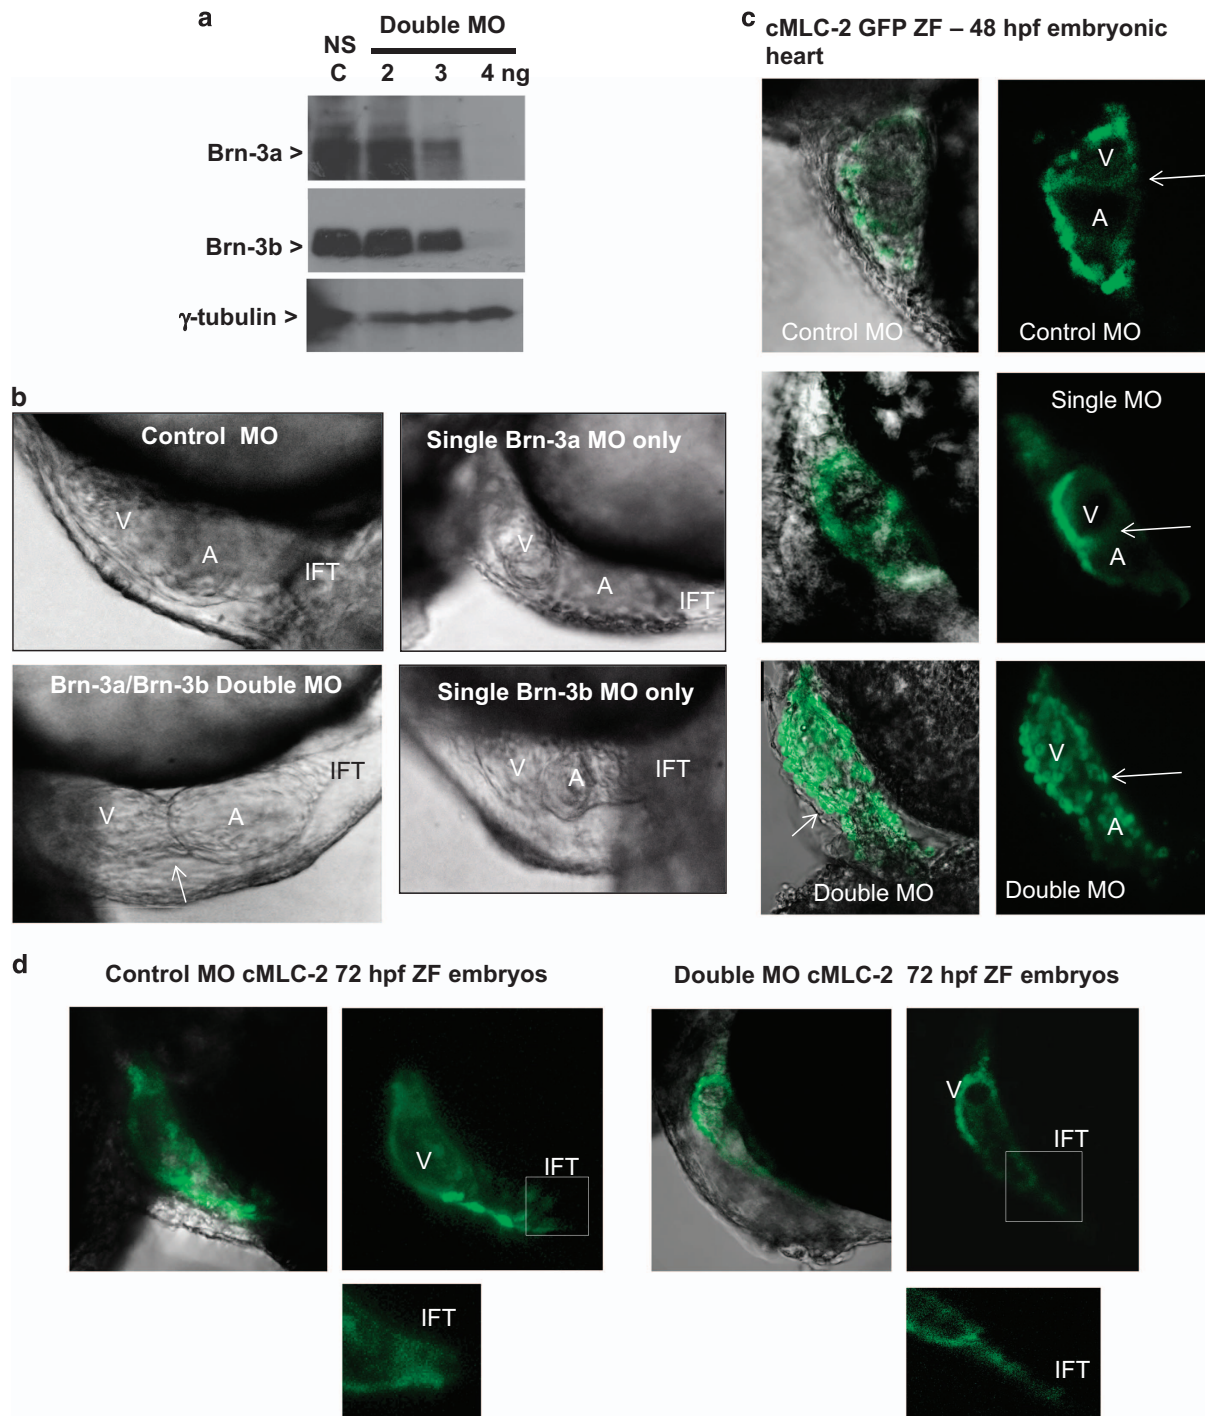 a
Double MO
NS
C 2 3 4 ng
Brn-3a >
Brn-3b >
γ-tubulin >
b
Control MO
V
A
IFT
Single Brn-3a MO only
V
A
IFT
Brn-3a/Brn-3b Double MO
V
A
IFT
Single Brn-3b MO only
V
A
IFT
c
cMLC-2 GFP ZF – 48 hpf embryonic
heart
Control MO
V
A
Control MO
Single MO
V
A
Double MO
V
A
Double MO
d
Control MO cMLC-2 72 hpf ZF embryos
V
IFT
IFT
Double MO cMLC-2 72 hpf ZF embryos
V
IFT
IFT